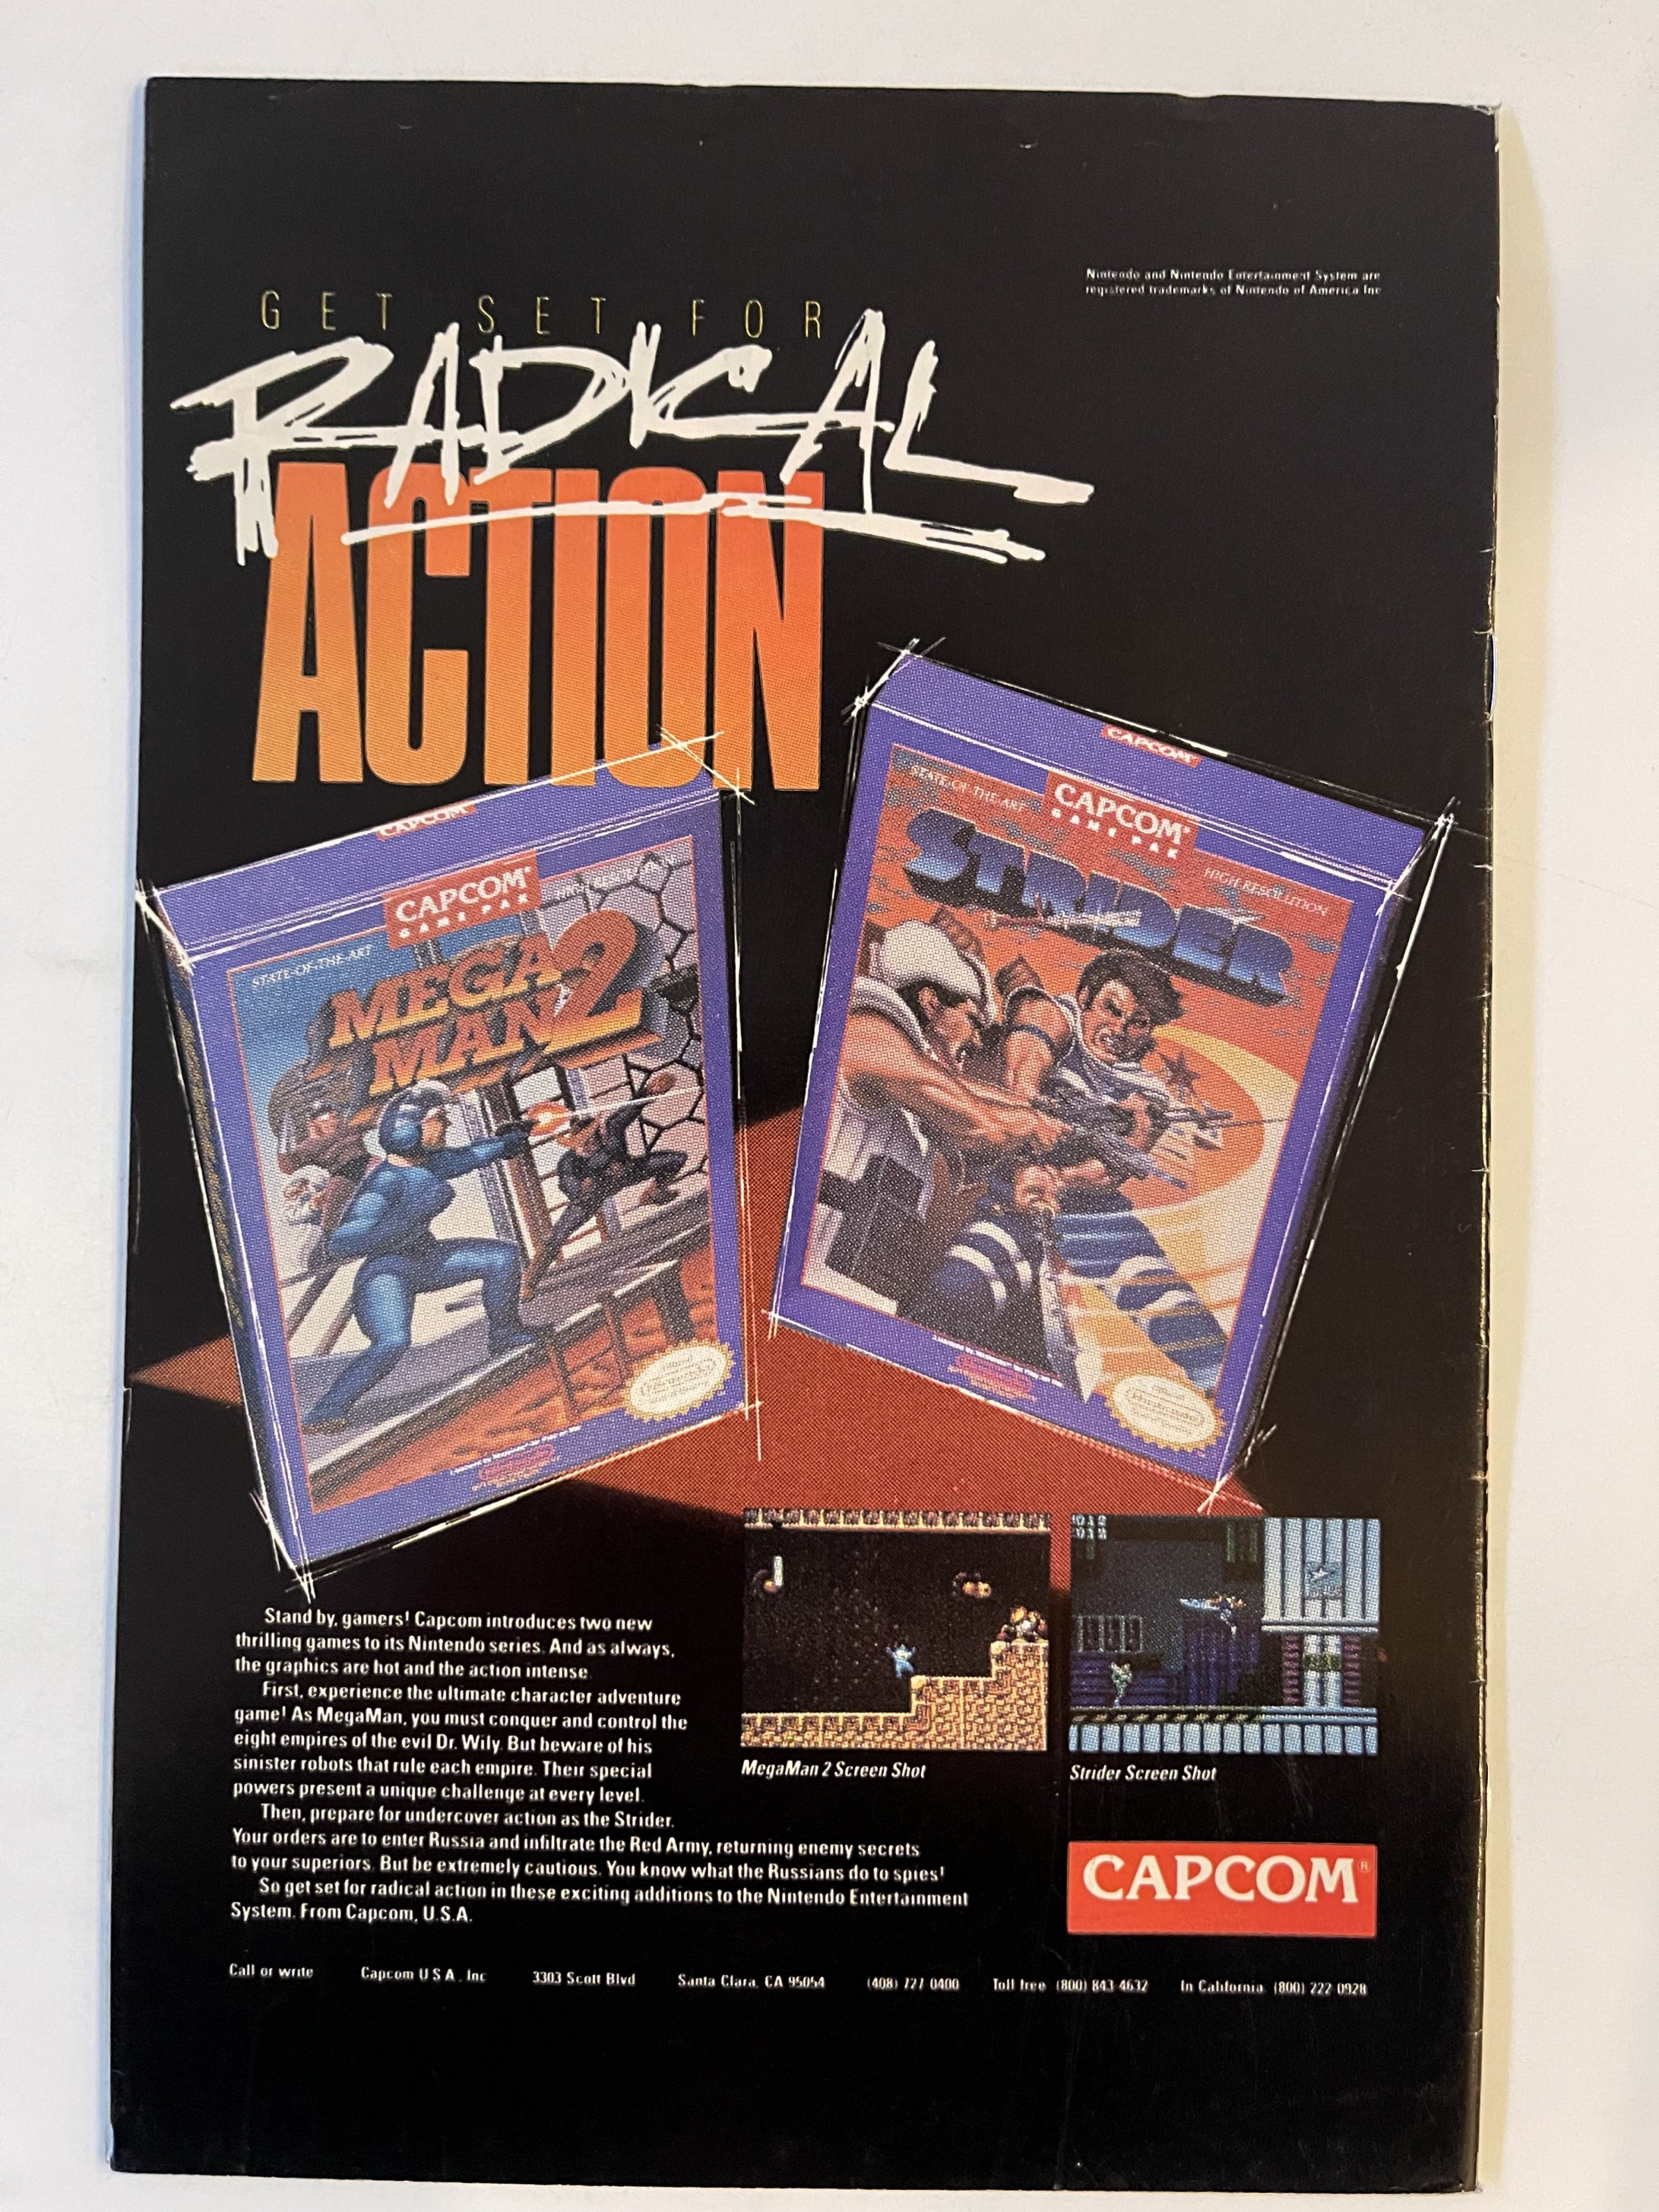 Nintendo and Nintendo Entertainment System are
registered trademarks of Nintendo of America Inc
GET SET FOR
RADICAL
ACTION
CAPCOM
CAPCOM®
GAME PAK
STATE-OF-THE-ART
HIGH RESOLUTION
MEGA
MAN 2
CAPCOM
STATE-OF-THE-ART
CAPCOM®
GAME PAK
HIGH RESOLUTION
STRIDER
Stand by, gamers! Capcom introduces two new
thrilling games to its Nintendo series. And as always,
the graphics are hot and the action intense.
First, experience the ultimate character adventure
game! As MegaMan, you must conquer and control the
eight empires of the evil Dr. Wily. But beware of his
sinister robots that rule each empire. Their special
powers present a unique challenge at every level.
Then, prepare for undercover action as the Strider.
Your orders are to enter Russia and infiltrate the Red Army, returning enemy secrets
to your superiors. But be extremely cautious. You know what the Russians do to spies!
So get set for radical action in these exciting additions to the Nintendo Entertainment
System. From Capcom, U.S.A.
MegaMan 2 Screen Shot
Strider Screen Shot
CAPCOM®
Call or write Capcom U.S.A., Inc 3303 Scott Blvd Santa Clara, CA 95054 (408) 727-0400 Toll free (800) 843-4632 In California (800) 222-0928